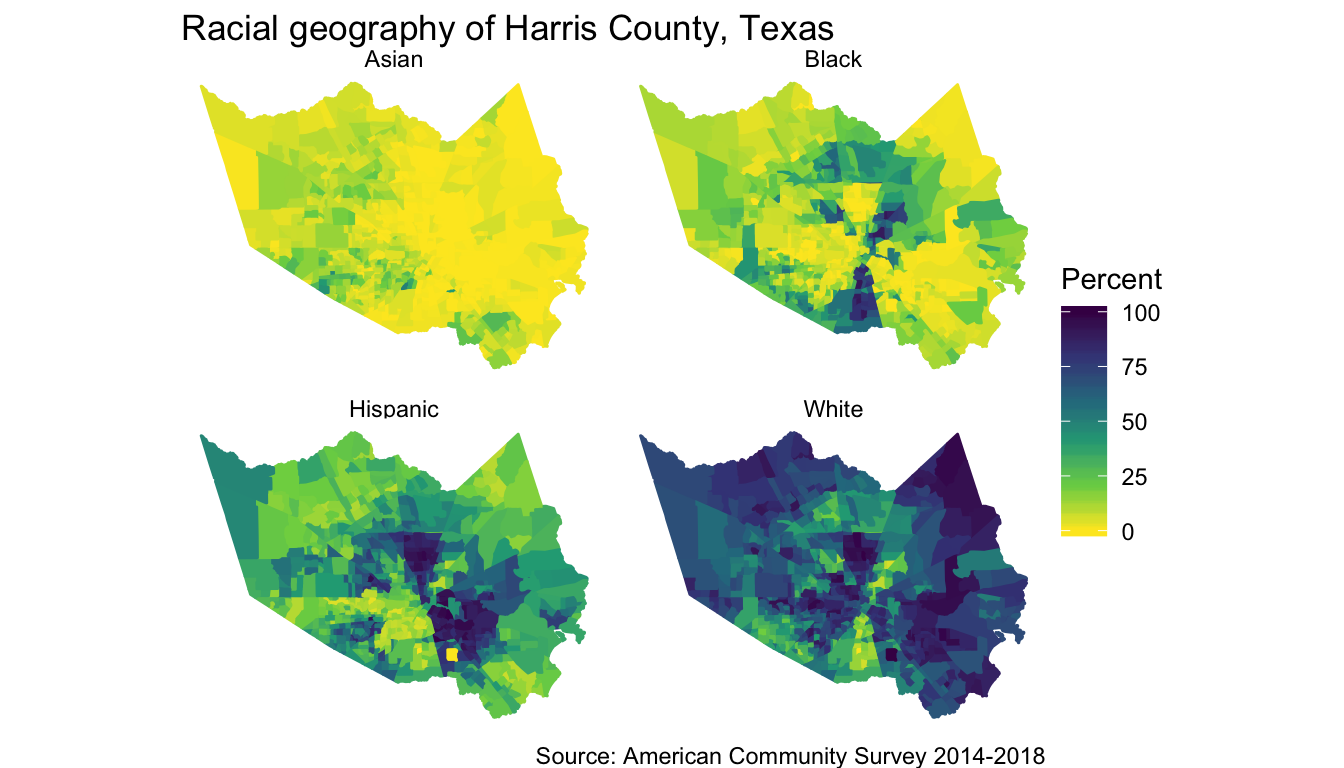 Racial geography of Harris County, Texas
Asian
Black
Percent
100
75
50
25
0
Hispanic
White
Source: American Community Survey 2014-2018